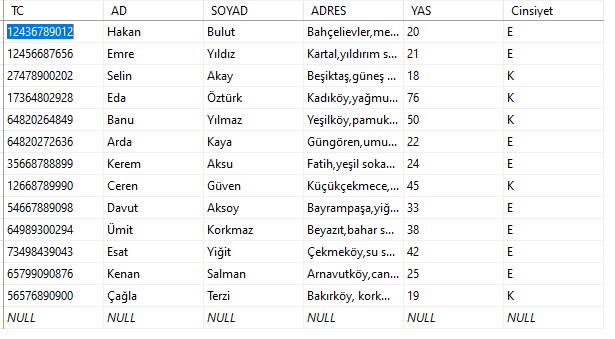 TC AD SOYAD ADRES YAS Cinsiyet
12436789012 Hakan Bulut Bahçelievler,me... 20 E
12456687656 Emre Yıldız Kartal,yıldırım s... 21 E
27478900202 Selin Akay Beşiktaş,güneş ... 18 K
17364802928 Eda Öztürk Kadıköy,yağmu... 76 K
64820264849 Banu Yılmaz Yeşilköy,pamuk... 50 K
64820272636 Arda Kaya Güngören,umu... 22 E
35668788899 Kerem Aksu Fatih,yeşil soka... 24 E
12668789990 Ceren Güven Küçükçekmece,... 45 K
54667889098 Davut Aksoy Bayrampaşa,yiğ... 33 E
64989300294 Ümit Korkmaz Beyazıt,bahar s... 38 E
73498439043 Esat Yiğit Çekmeköy,su s... 42 E
65799090876 Kenan Salman Arnavutköy,can... 25 E
56576890900 Çağla Terzi Bakırköy, kork... 19 K
NULL NULL NULL NULL NULL NULL